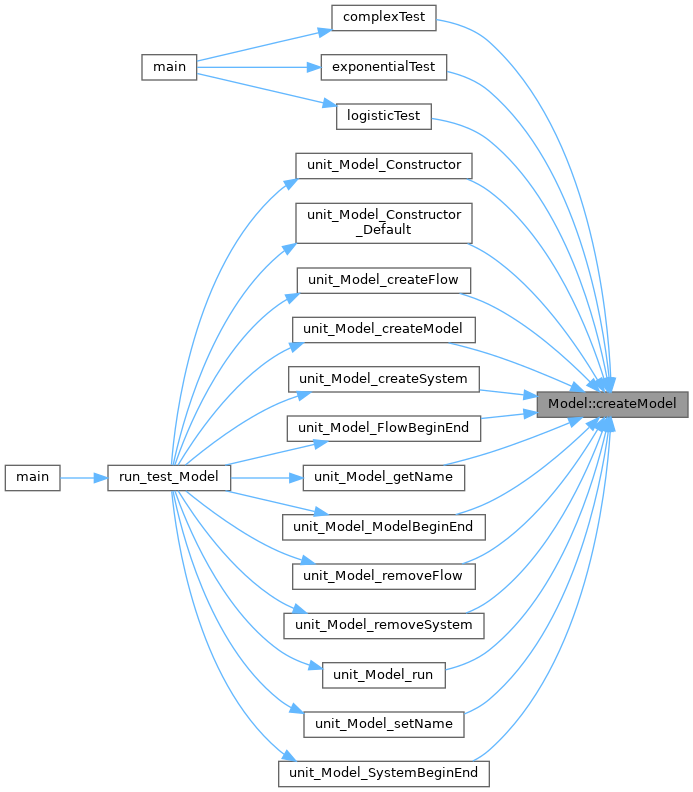 complexTest
main
exponentialTest
logisticTest
unit_Model_Constructor
unit_Model_Constructor
_Default
unit_Model_createFlow
unit_Model_createModel
unit_Model_createSystem
Model::createModel
unit_Model_FlowBeginEnd
main
run_test_Model
unit_Model_getName
unit_Model_ModelBeginEnd
unit_Model_removeFlow
unit_Model_removeSystem
unit_Model_run
unit_Model_setName
unit_Model_SystemBeginEnd